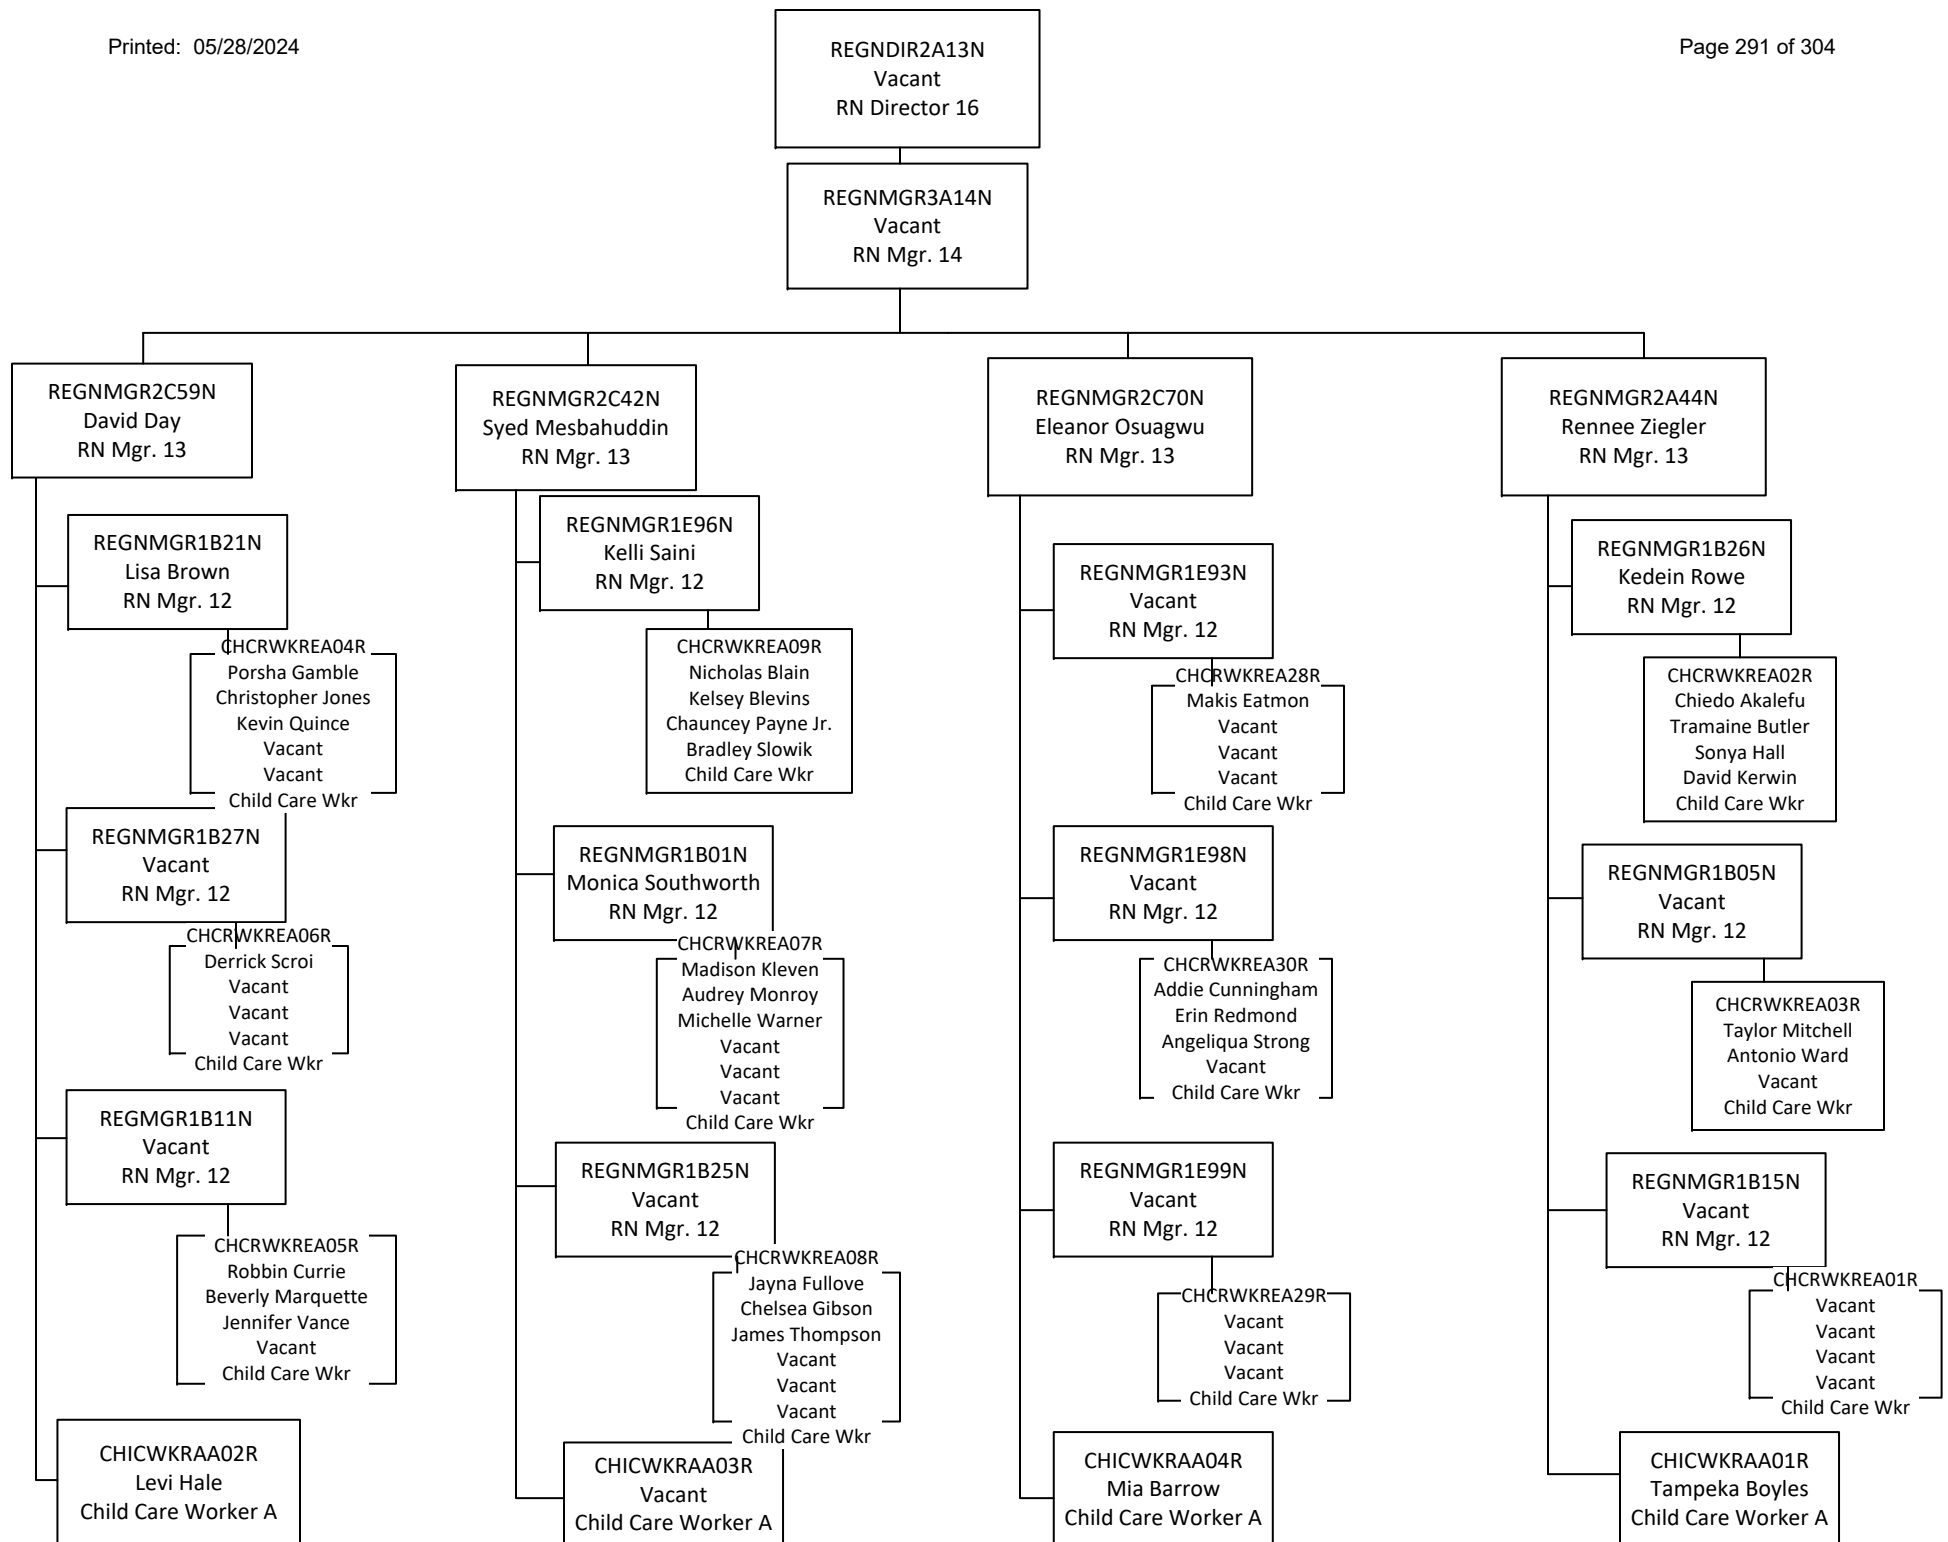 Printed: 05/28/2024
Page 291 of 304
REGNDIR2A13N
Vacant
RN Director 16
REGNMGR3A14N
Vacant
RN Mgr. 14
REGNMGR2C59N
David Day
RN Mgr. 13
REGNMGR1B21N
Lisa Brown
RN Mgr. 12
CHCRWKREA04R
Porsha Gamble
Christopher Jones
Kevin Quince
Vacant
Vacant
Child Care Wkr
REGNMGR1B27N
Vacant
RN Mgr. 12
CHCRWKREA06R
Derrick Scroi
Vacant
Vacant
Vacant
Child Care Wkr
REGMGR1B11N
Vacant
RN Mgr. 12
CHCRWKREA05R
Robbin Currie
Beverly Marquette
Jennifer Vance
Vacant
Child Care Wkr
CHICWKRAA02R
Levi Hale
Child Care Worker A
REGNMGR2C42N
Syed Mesbahuddin
RN Mgr. 13
REGNMGR1E96N
Kelli Saini
RN Mgr. 12
CHCRWKREA09R
Nicholas Blain
Kelsey Blevins
Chauncey Payne Jr.
Bradley Slowik
Child Care Wkr
REGNMGR1B01N
Monica Southworth
RN Mgr. 12
CHCRWKREA07R
Madison Kleven
Audrey Monroy
Michelle Warner
Vacant
Vacant
Vacant
Child Care Wkr
REGNMGR1B25N
Vacant
RN Mgr. 12
CHCRWKREA08R
Jayna Fullove
Chelsea Gibson
James Thompson
Vacant
Vacant
Vacant
Child Care Wkr
CHICWKRAA03R
Vacant
Child Care Worker A
REGNMGR2C70N
Eleanor Osuagwu
RN Mgr. 13
REGNMGR1E93N
Vacant
RN Mgr. 12
CHCRWKREA28R
Makis Eatmon
Vacant
Vacant
Vacant
Child Care Wkr
REGNMGR1E98N
Vacant
RN Mgr. 12
CHCRWKREA30R
Addie Cunningham
Erin Redmond
Angeliqua Strong
Vacant
Child Care Wkr
REGNMGR1E99N
Vacant
RN Mgr. 12
CHCRWKREA29R
Vacant
Vacant
Vacant
Child Care Wkr
CHICWKRAA04R
Mia Barrow
Child Care Worker A
REGNMGR2A44N
Rennee Ziegler
RN Mgr. 13
REGNMGR1B26N
Kedein Rowe
RN Mgr. 12
CHCRWKREA02R
Chiedo Akalefu
Tramaine Butler
Sonya Hall
David Kerwin
Child Care Wkr
REGNMGR1B05N
Vacant
RN Mgr. 12
CHCRWKREA03R
Taylor Mitchell
Antonio Ward
Vacant
Child Care Wkr
REGNMGR1B15N
Vacant
RN Mgr. 12
CHCRWKREA01R
Vacant
Vacant
Vacant
Vacant
Child Care Wkr
CHICWKRAA01R
Tampeka Boyles
Child Care Worker A